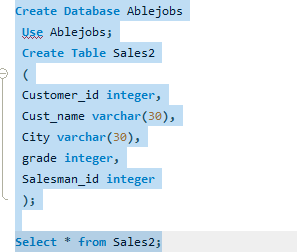 Create Database Ablejobs
Use Ablejobs;
Create Table Sales2
(
Customer_id integer,
Cust_name varchar(30),
City varchar(30),
grade integer,
Salesman_id integer
);
Select * from Sales2;